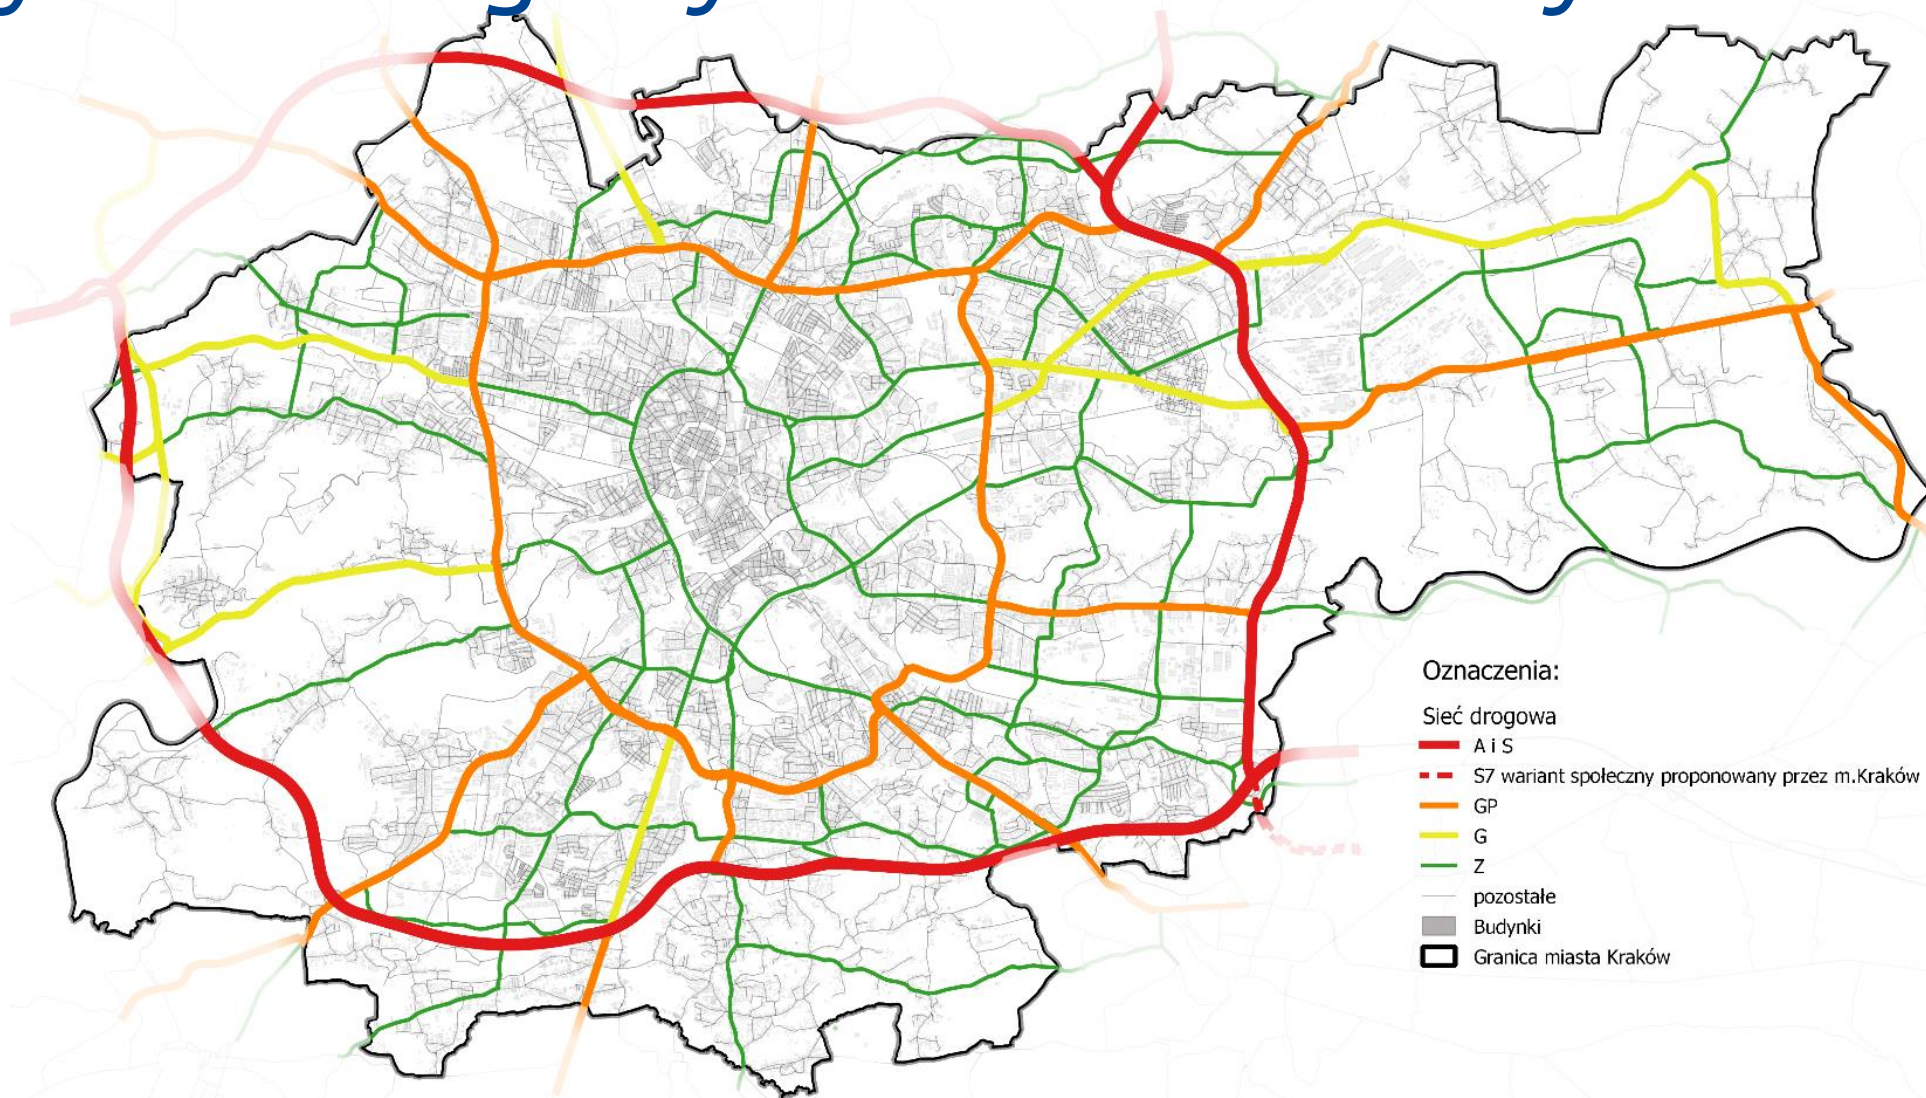 Oznaczenia:
Sieć drogowa
A i S
S7 wariant społeczny proponowany przez m.Kraków
GP
G
Z
pozostałe
Budynki
Granica miasta Kraków